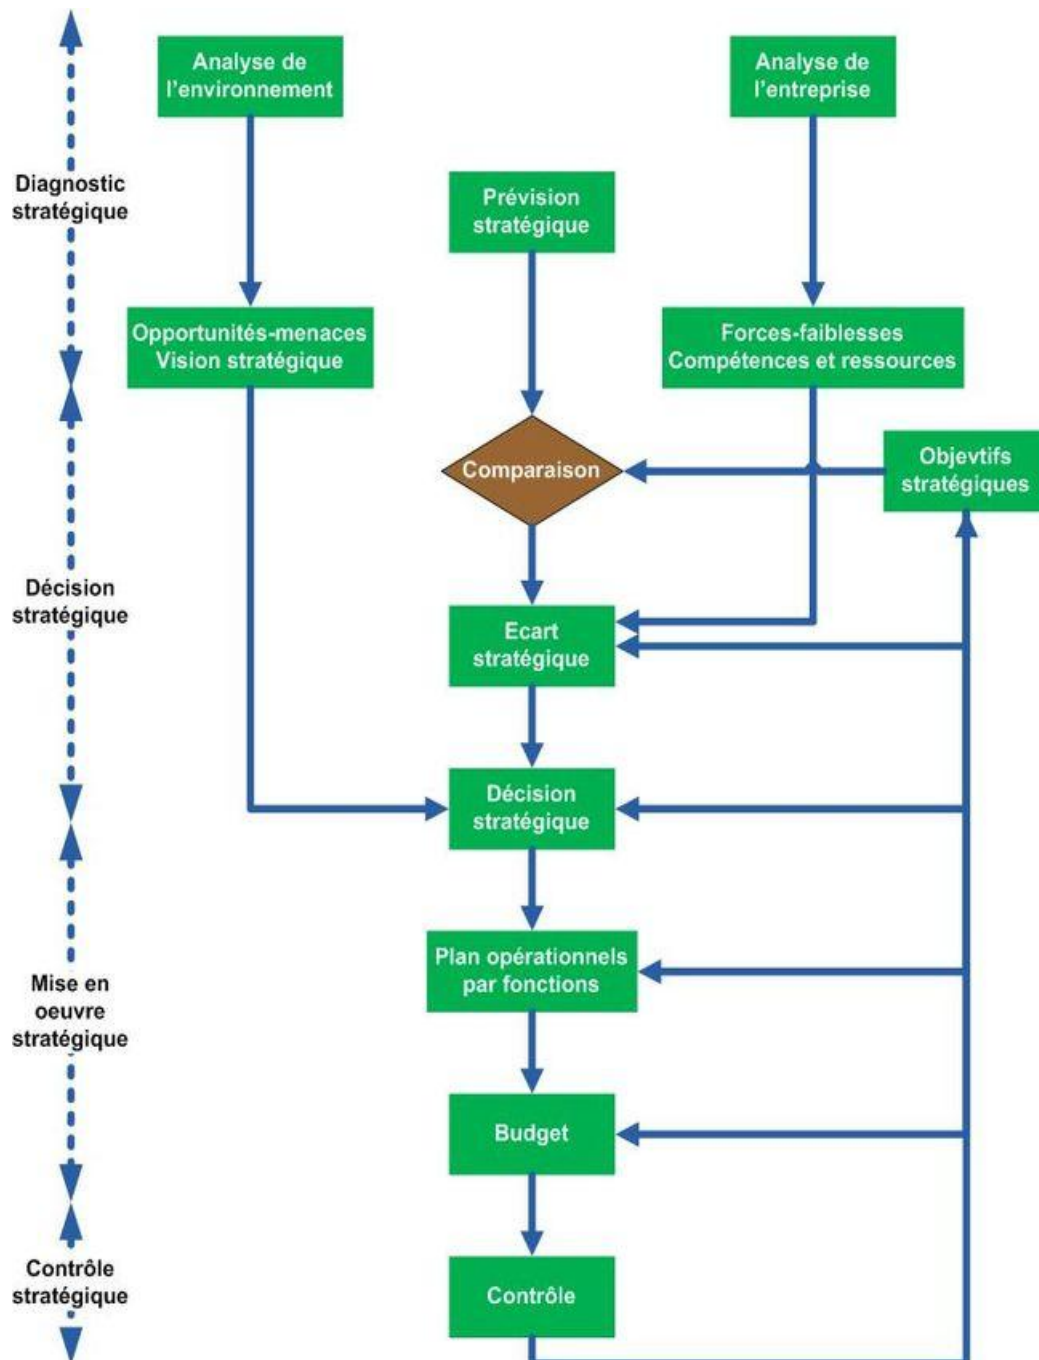 Analyse de
l'environnement
Analyse de
l'entreprise
Diagnostic
stratégique
Prévision
stratégique
Opportunités-menaces
Vision stratégique
Forces-faiblesses
Compétences et ressources
Comparaison
Objevtifs
stratégiques
Décision
stratégique
Ecart
stratégique
Décision
stratégique
Plan opérationnels
par fonctions
Mise en
oeuvre
stratégique
Budget
Contrôle
stratégique
Contrôle